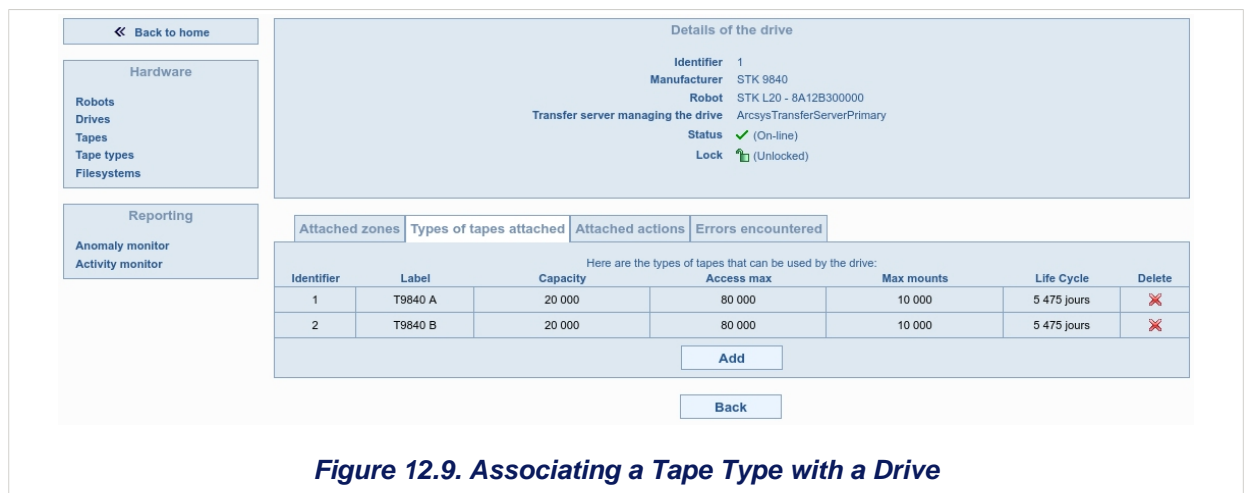 Back to home
Hardware
Robots
Drives
Tapes
Tape types
Filesystems
Reporting
Anomaly monitor
Activity monitor
Details of the drive
Identifier 1
Manufacturer STK 9840
Robot STK L20 - 8A12B300000
Transfer server managing the drive ArcsysTransferServerPrimary
Status (On-line)
Lock (Unlocked)
Attached zones Types of tapes attached Attached actions Errors encountered
Here are the types of tapes that can be used by the drive:
Identifier Label Capacity Access max Max mounts Life Cycle Delete
1 T9840 A 20 000 80 000 10 000 5 475 jours
2 T9840 B 20 000 80 000 10 000 5 475 jours
Add
Back
Figure 12.9. Associating a Tape Type with a Drive